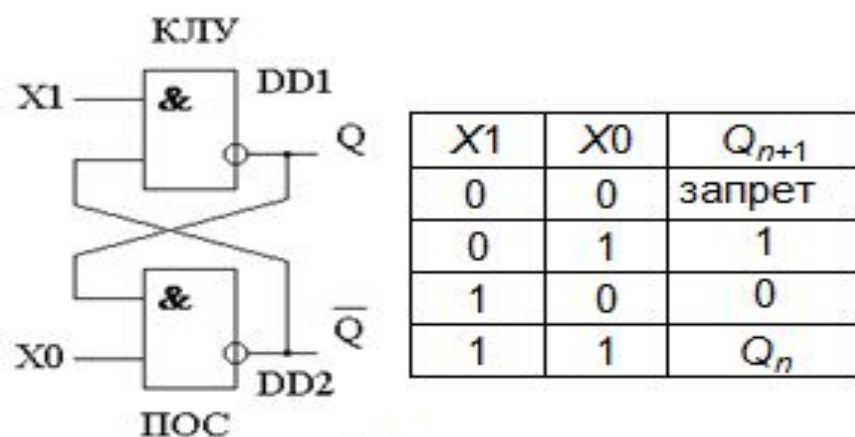 КЛУ
X1 & DD1
Q
& Q̅
X0 DD2
ПОС
X1 X0 Qn+1
0 0 запрет
0 1 1
1 0 0
1 1 Qn